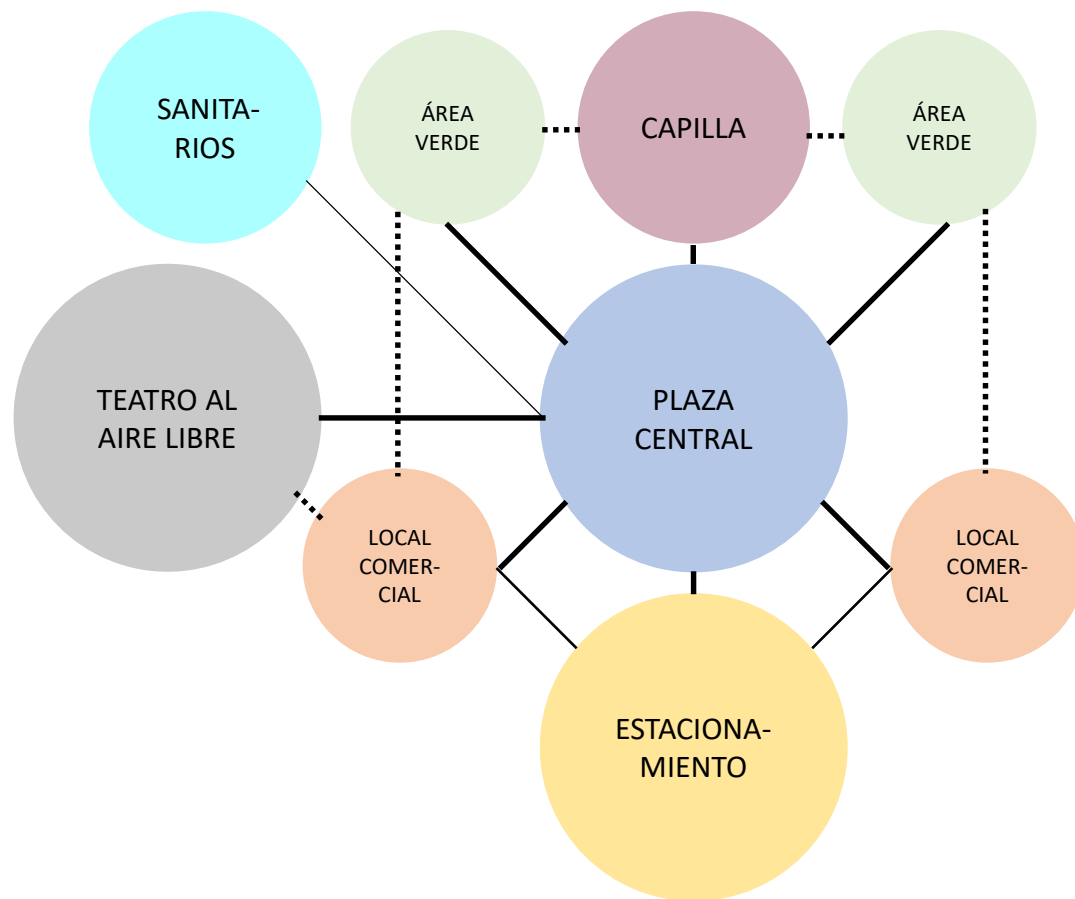 SANITA-
RIOS
ÁREA
VERDE
CAPILLA
ÁREA
VERDE
TEATRO AL
AIRE LIBRE
PLAZA
CENTRAL
LOCAL
COMER-
CIAL
LOCAL
COMER-
CIAL
ESTACIONA-
MIENTO